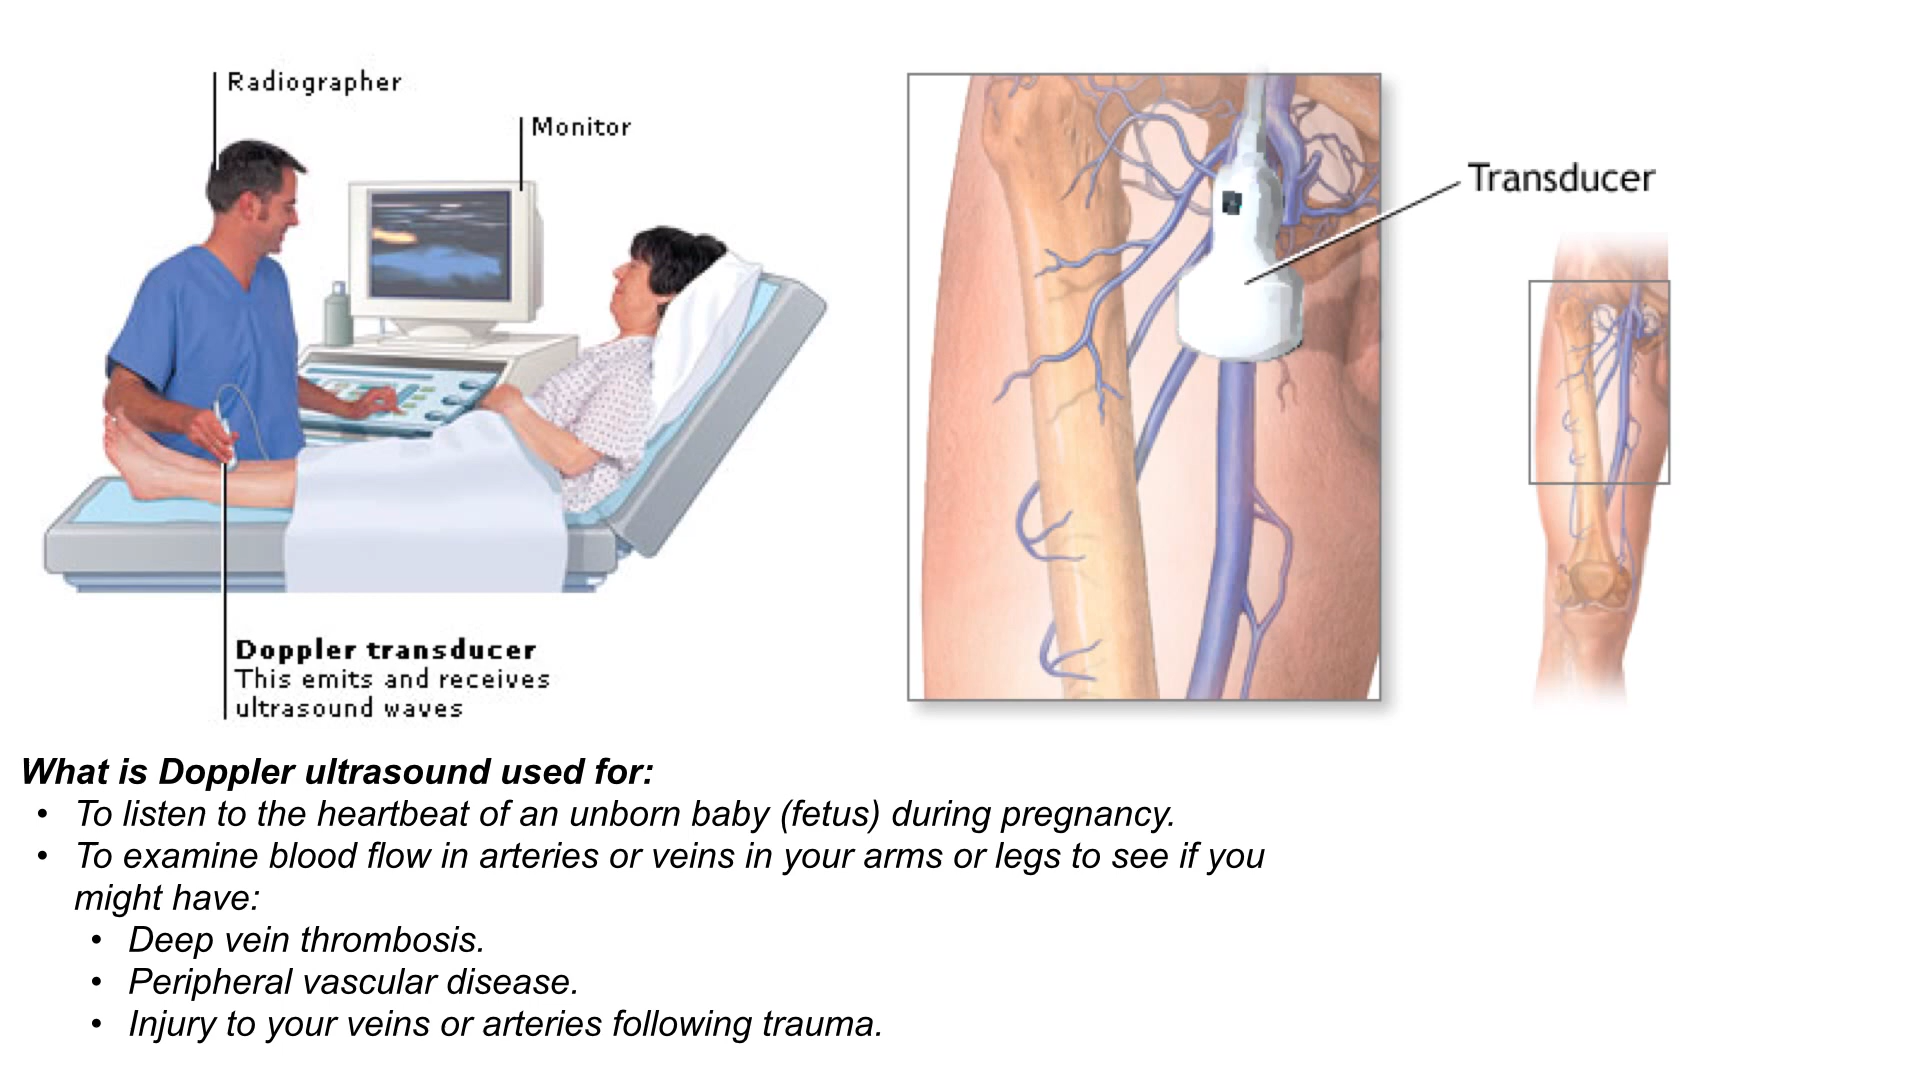 Radiographer
Monitor
Transducer
Doppler transducer
This emits and receives
ultrasound waves
What is Doppler ultrasound used for:
• To listen to the heartbeat of an unborn baby (fetus) during pregnancy.
• To examine blood flow in arteries or veins in your arms or legs to see if you
might have:
• Deep vein thrombosis.
• Peripheral vascular disease.
• Injury to your veins or arteries following trauma.